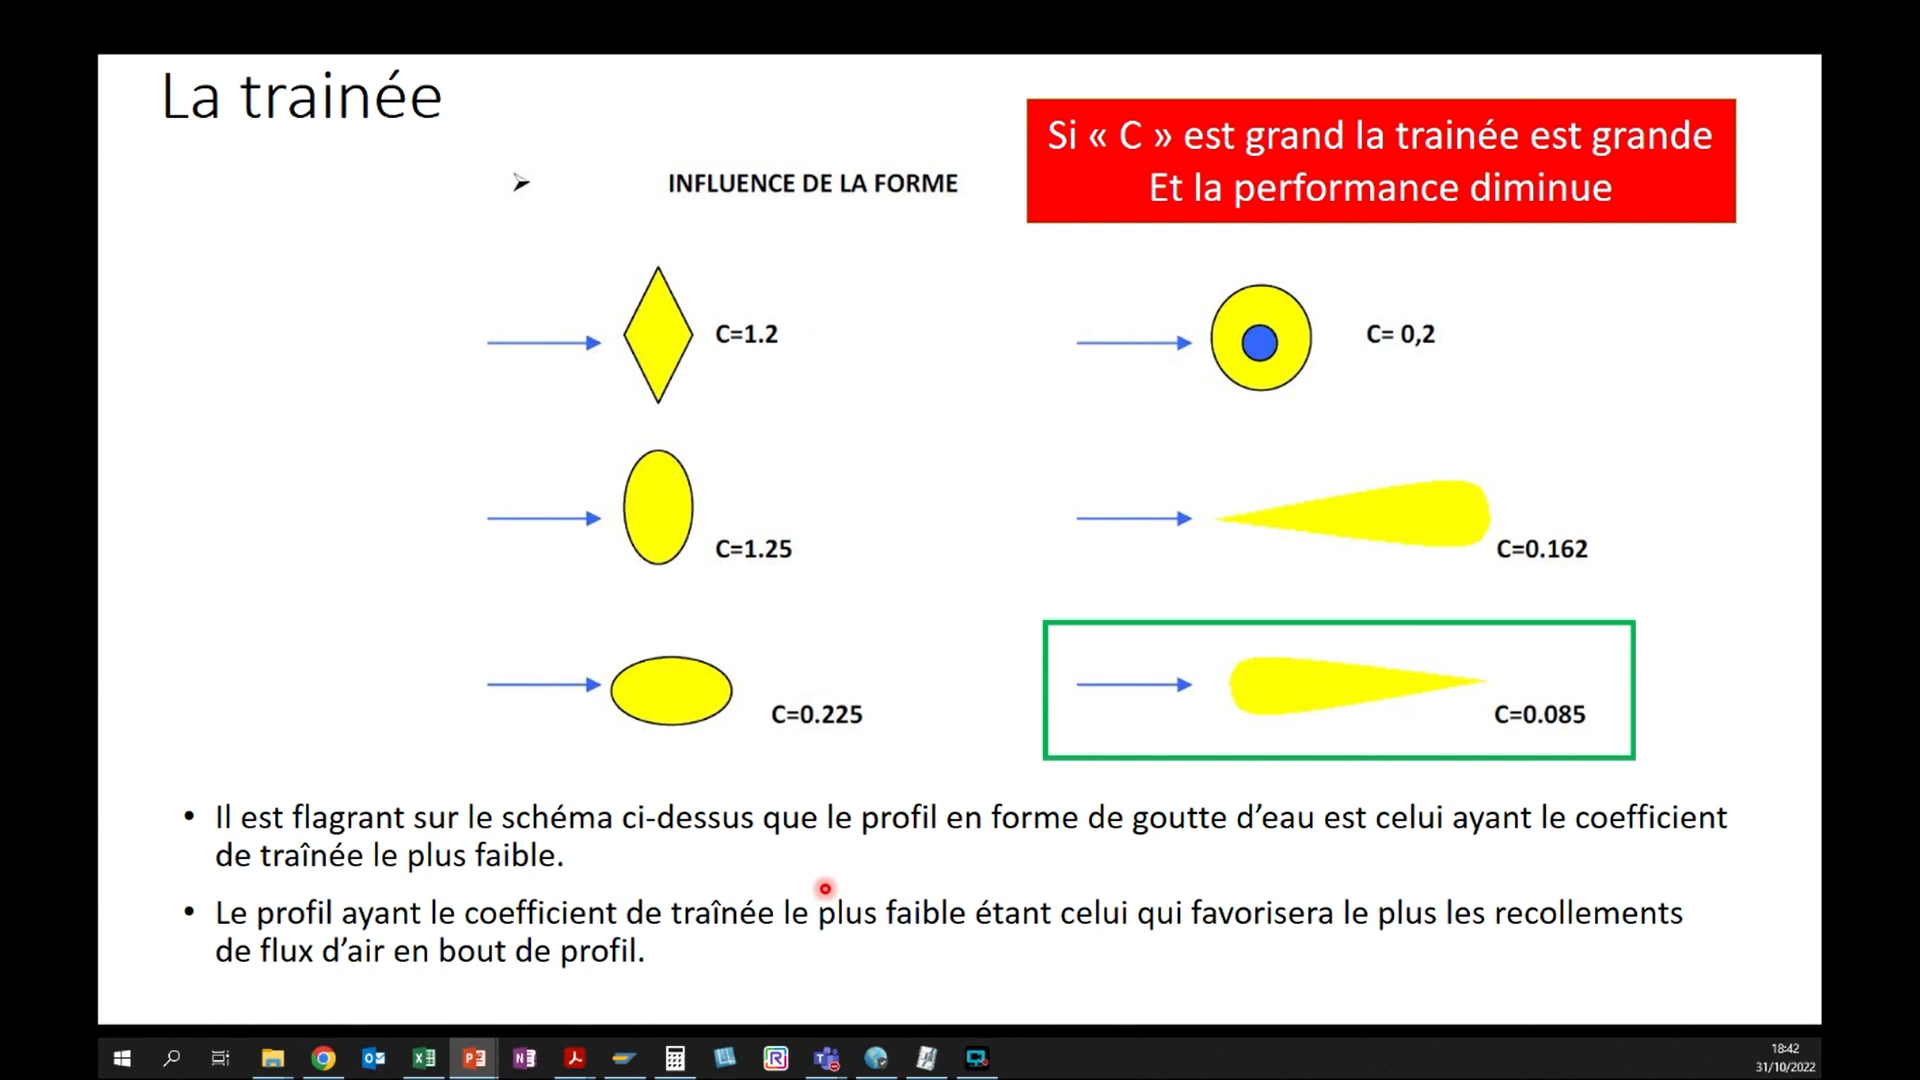 La trainée
Si « C » est grand la trainée est grande
Et la performance diminue
➢ INFLUENCE DE LA FORME
C=1.2
C= 0,2
C=1.25
C=0.162
C=0.225
C=0.085
• Il est flagrant sur le schéma ci-dessus que le profil en forme de goutte d’eau est celui ayant le coefficient
de traînée le plus faible.
• Le profil ayant le coefficient de traînée le plus faible étant celui qui favorisera le plus les recollements
de flux d’air en bout de profil.
18:42
31/10/2022